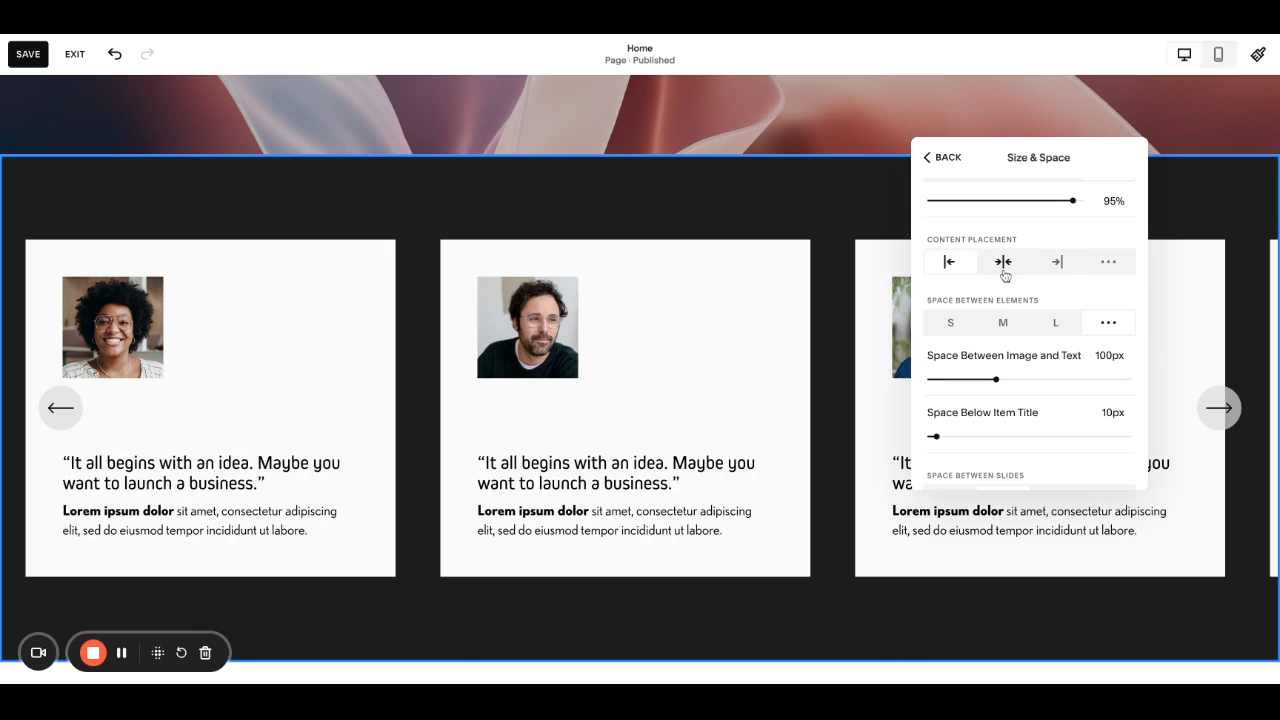 SAVE
EXIT
Home
Page · Published
BACK
Size & Space
95%
CONTENT PLACEMENT
SPACE BETWEEN ELEMENTS
S
M
L
Space Between Image and Text
100px
Space Below Item Title
10px
SPACE BETWEEN SLIDES
“It all begins with an idea. Maybe you
want to launch a business.”
Lorem ipsum dolor sit amet, consectetur adipiscing
elit, sed do eiusmod tempor incididunt ut labore.
“It all begins with an idea. Maybe you
want to launch a business.”
Lorem ipsum dolor sit amet, consectetur adipiscing
elit, sed do eiusmod tempor incididunt ut labore.
“It
you
wa
Lorem ipsum dolor sit amet, consectetur adipiscing
elit, sed do eiusmod tempor incididunt ut labore.